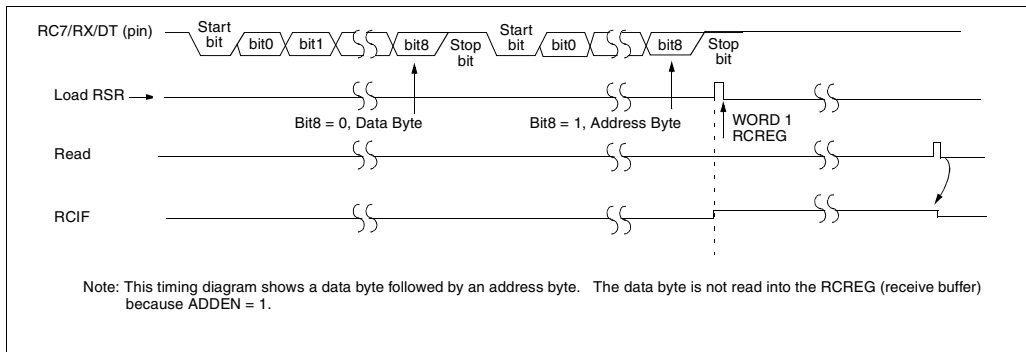 RC7/RX/DT (pin)
Start bit
bit0
bit1
bit8
Stop bit
Start bit
bit0
bit8
Stop bit
Load RSR
Bit8 = 0, Data Byte
Bit8 = 1, Address Byte
WORD 1
RCREG
Read
RCIF
Note: This timing diagram shows a data byte followed by an address byte. The data byte is not read into the RCREG (receive buffer)
because ADDEN = 1.